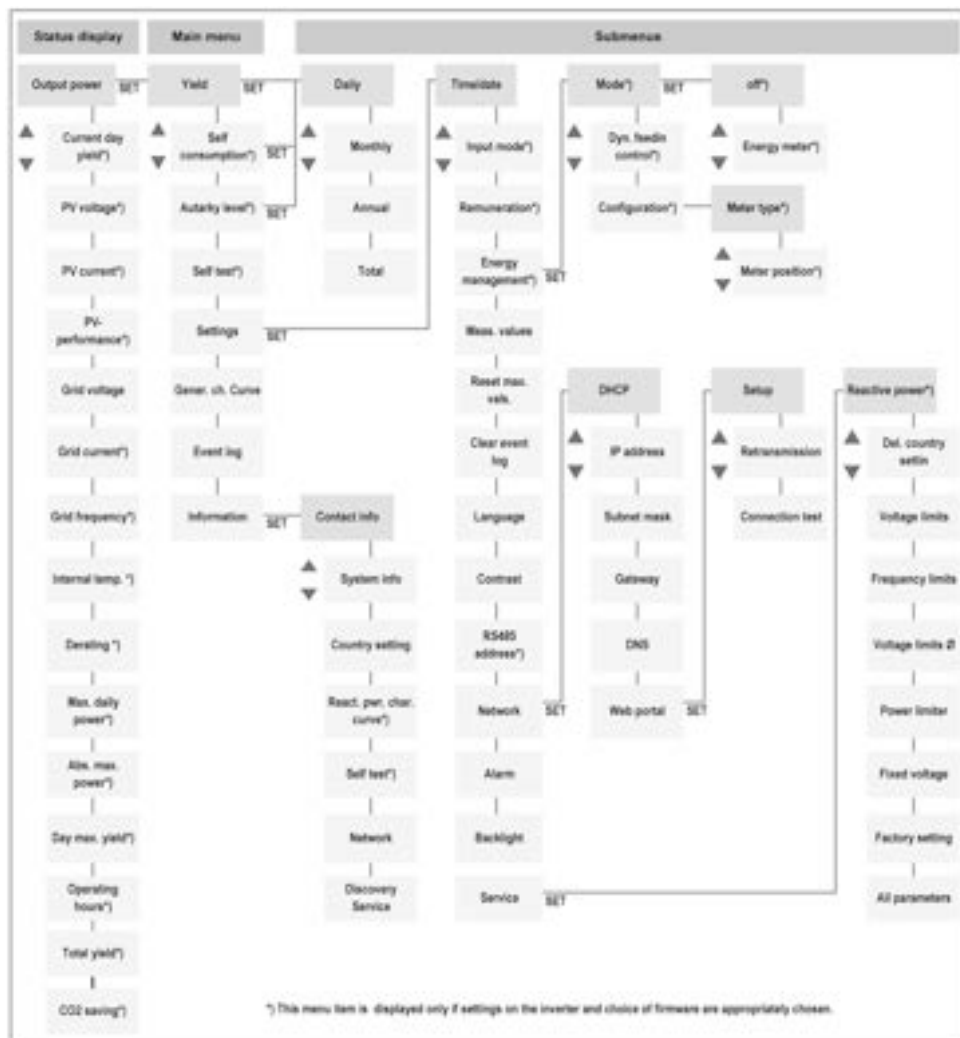 Status display
Main menu
Submenus
Output power
SET
Yield
SET
Daily
Time/date
Mode*)
SET
off*)
Current day
yield*)
Self
consumption*)
SET
Monthly
Input mode*)
Dyn. feedin
control*)
Energy meter*)
PV voltage*)
Autarky level*)
SET
Annual
Remuneration*)
Configuration*)
Meter type*)
PV current*)
Self test*)
Total
Energy
management*)
SET
Meter position*)
PV-
performance*)
Settings
SET
Meas. values
Grid voltage
Gener. ch. Curve
Reset max.
vals.
DHCP
Setup
Reactive power*)
Grid current*)
Event log
Clear event
log
IP address
Retransmission
Del. country
settin
Grid frequency*)
Information
SET
Contact info
Language
Subnet mask
Connection test
Voltage limits
Internal temp. *)
System info
Contrast
Gateway
Frequency limits
Derating *)
Country setting
RS485
address*)
DNS
Voltage limits Ø
Max. daily
power*)
React. pwr. char.
curve*)
Network
SET
Web portal
SET
Power limiter
Abs. max.
power*)
Self test*)
Alarm
Fixed voltage
Day max. yield*)
Network
Backlight
Factory setting
Operating
hours*)
Discovery
Service
Service
SET
All parameters
Total yield*)
CO2 saving*)
*) This menu item is displayed only if settings on the inverter and choice of firmware are appropriately chosen.